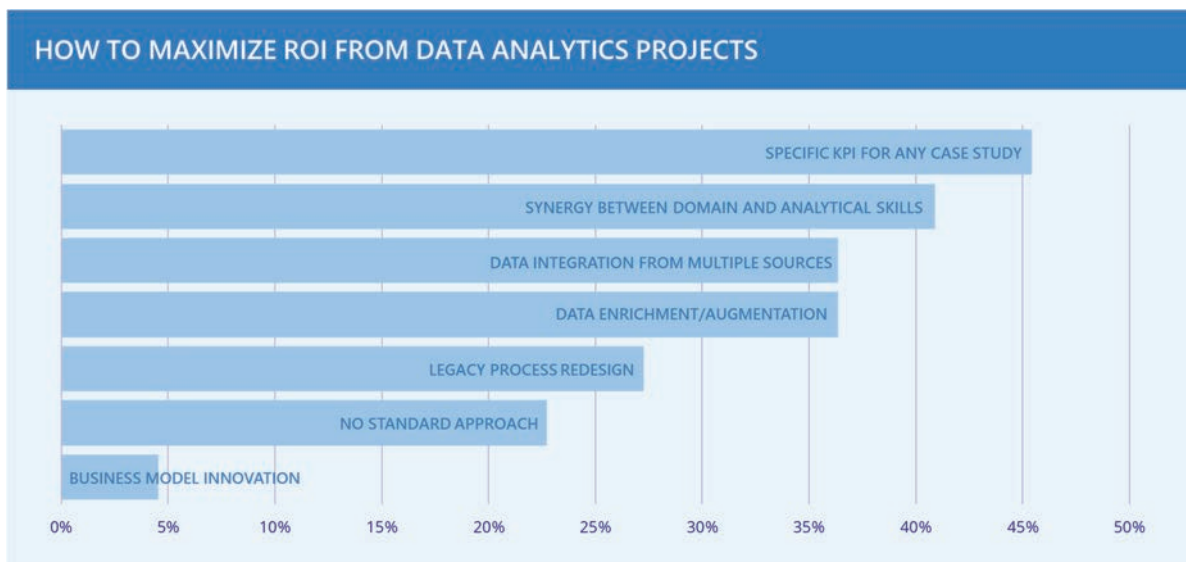 HOW TO MAXIMIZE ROI FROM DATA ANALYTICS PROJECTS
SPECIFIC KPI FOR ANY CASE STUDY
SYNERGY BETWEEN DOMAIN AND ANALYTICAL SKILLS
DATA INTEGRATION FROM MULTIPLE SOURCES
DATA ENRICHMENT/AUGMENTATION
LEGACY PROCESS REDESIGN
NO STANDARD APPROACH
BUSINESS MODEL INNOVATION
0% 5% 10% 15% 20% 25% 30% 35% 40% 45% 50%